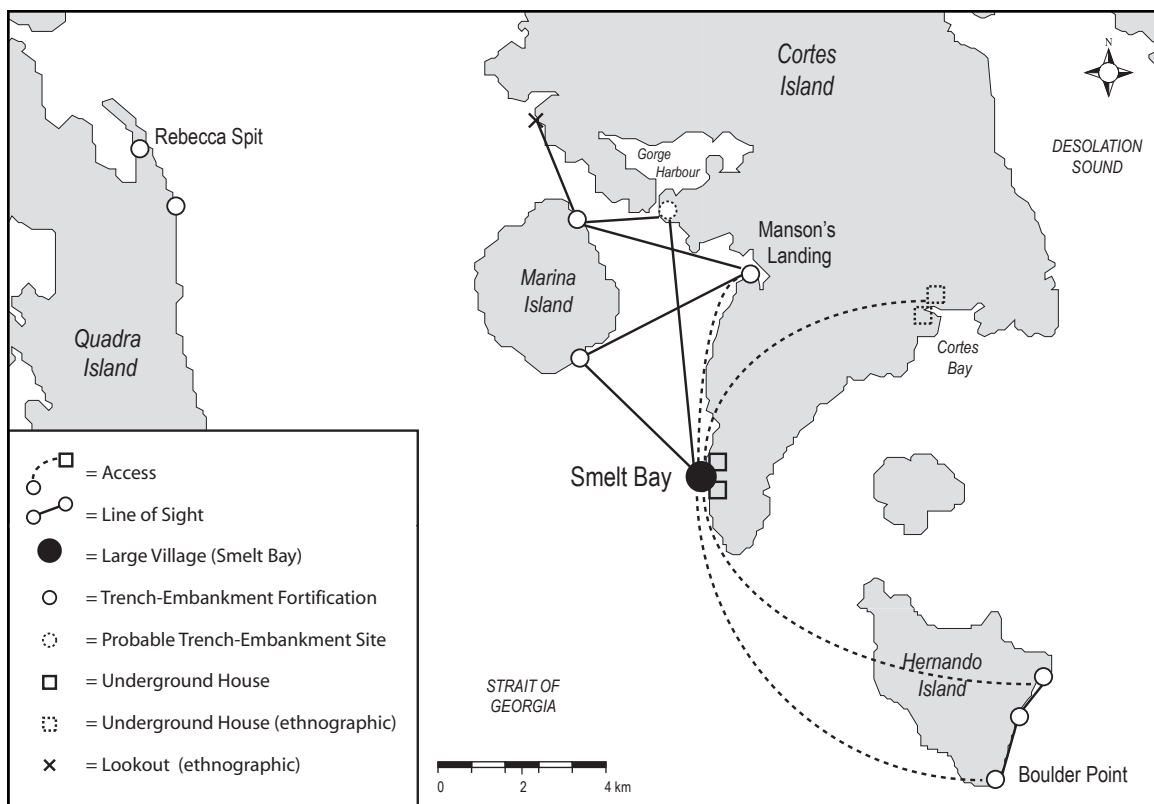 Cortes
Island
N
DESOLATION
SOUND
Rebecca Spit
Gorge
Harbour
Manson's
Landing
Marina
Island
Quadra
Island
Cortes
Bay
Smelt Bay
= Access
= Line of Sight
= Large Village (Smelt Bay)
= Trench-Embankment Fortification
= Probable Trench-Embankment Site
= Underground House
= Underground House (ethnographic)
= Lookout (ethnographic)
Hernando
Island
STRAIT OF
GEORGIA
Boulder Point
0 2 4 km